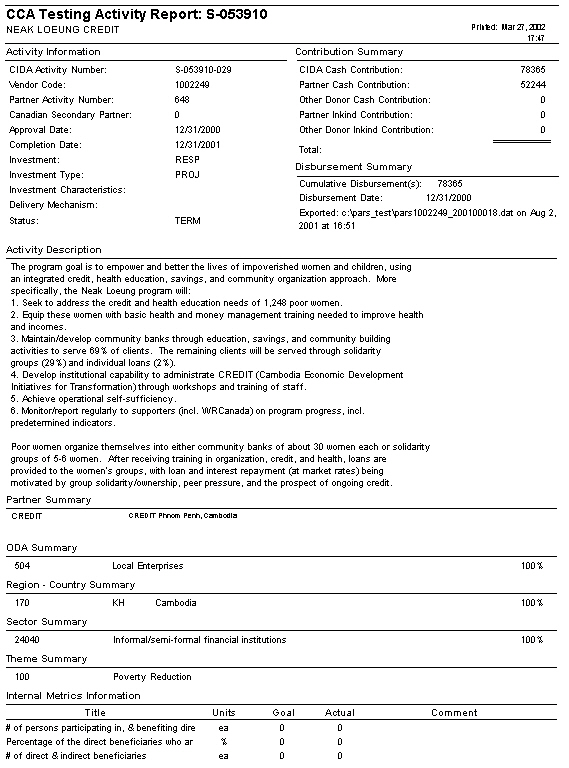 CCA Testing Activity Report: S-053910
NEAK LOEUNG CREDIT
Printed: Mar 27, 2002
17:47
Activity Information
CIDA Activity Number: S-053910-029
Vendor Code: 1002249
Partner Activity Number: 648
Canadian Secondary Partner: 0
Approval Date: 12/31/2000
Completion Date: 12/31/2001
Investment: RESP
Investment Type: PROJ
Investment Characteristics:
Delivery Mechanism:
Status: TERM
Contribution Summary
CIDA Cash Contribution: 78365
Partner Cash Contribution: 52244
Other Donor Cash Contribution: 0
Partner Inkind Contribution: 0
Other Donor Inkind Contribution: 0
Total:
Disbursement Summary
Cumulative Disbursement(s): 78365
Disbursement Date: 12/31/2000
Exported: c:\pars_test\pars1002249_200100018.dat on Aug 2,
2001 at 16:51
Activity Description
The program goal is to empower and better the lives of impoverished women and children, using
an integrated credit, health education, savings, and community organization approach. More
specifically, the Neak Loeung program will:
1. Seek to address the credit and health education needs of 1,248 poor women.
2. Equip these women with basic health and money management training needed to improve health
and incomes.
3. Maintain/develop community banks through education, savings, and community building
activities to serve 69% of clients. The remaining clients will be served through solidarity
groups (29%) and individual loans (2%).
4. Develop institutional capability to administrate CREDIT (Cambodia Economic Development
Initiatives for Transformation) through workshops and training of staff.
5. Achieve operational self-sufficiency.
6. Monitor/report regularly to supporters (incl. WRCanada) on program progress, incl.
predetermined indicators.
Poor women organize themselves into either community banks of about 30 women each or solidarity
groups of 5-6 women. After receiving training in organization, credit, and health, loans are
provided to the women's groups, with loan and interest repayment (at market rates) being
motivated by group solidarity/ownership, peer pressure, and the prospect of ongoing credit.
Partner Summary
CREDIT CREDIT Phnom Penh, Cambodia
ODA Summary
504 Local Enterprises 100%
Region - Country Summary
170 KH Cambodia 100%
Sector Summary
24040 Informal/semi-formal financial institutions 100%
Theme Summary
100 Poverty Reduction
Internal Metrics Information
Title Units Goal Actual Comment
# of persons participating in, & benefiting dire ea 0 0
Percentage of the direct beneficiaries who ar % 0 0
# of direct & indirect beneficiaries ea 0 0